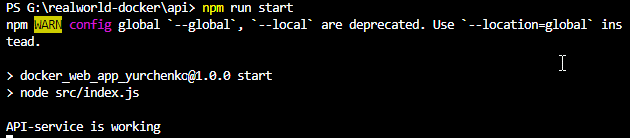 PS G:\realworld-docker\api> npm run start
npm WARN config global `--global`, `--local` are deprecated. Use `--location=global` ins
tead.
> docker_web_app_yurchenko@1.0.0 start
> node src/index.js
API-service is working